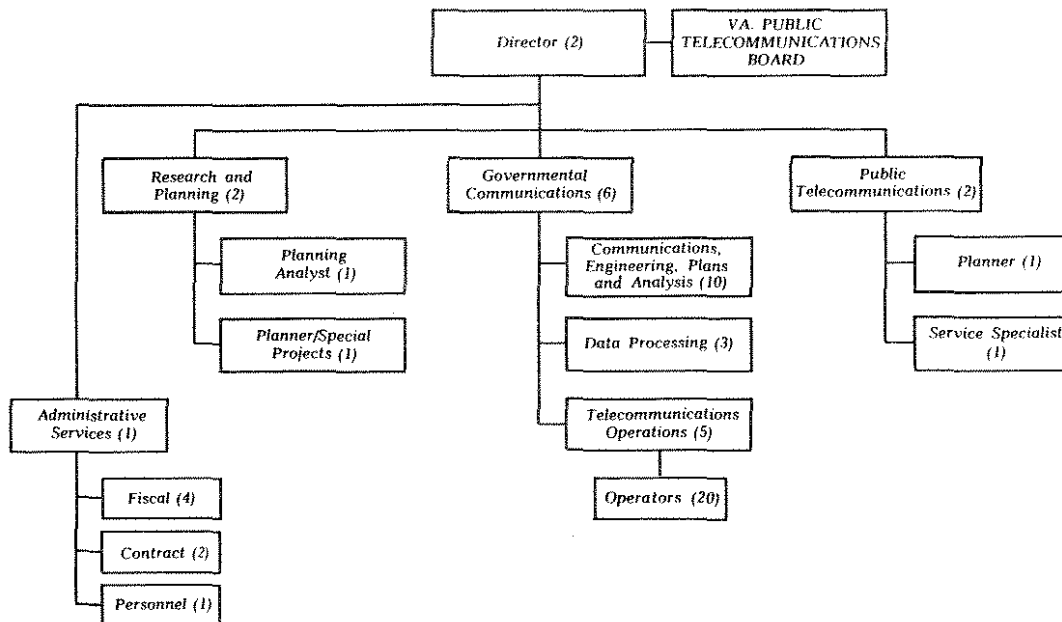 Director (2)
VA. PUBLIC
TELECOMMUNICATIONS
BOARD
Research and
Planning (2)
Governmental
Communications (6)
Public
Telecommunications (2)
Planning
Analyst (1)
Planner/Special
Projects (1)
Communications,
Engineering, Plans
and Analysis (10)
Data Processing (3)
Telecommunications
Operations (5)
Operators (20)
Planner (1)
Service Specialist
(1)
Administrative
Services (1)
Fiscal (4)
Contract (2)
Personnel (1)